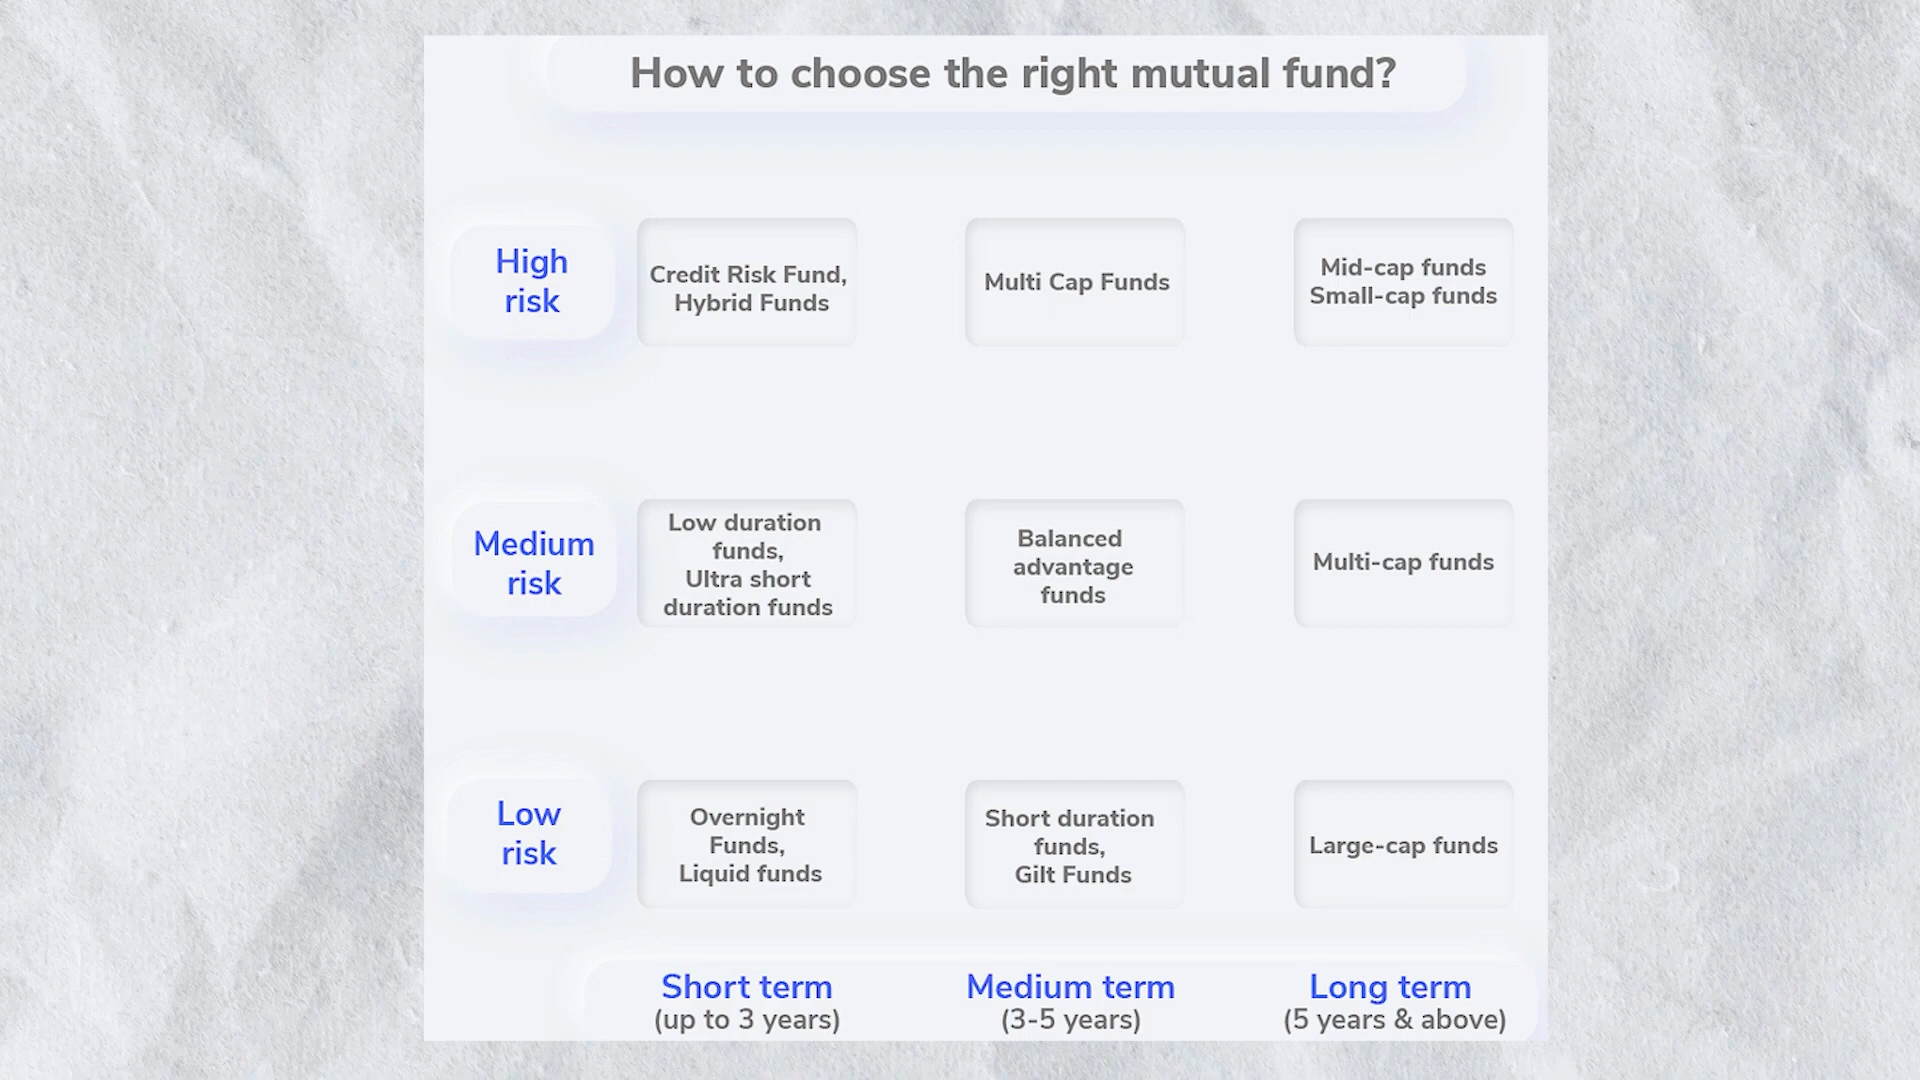 How to choose the right mutual fund?
High
risk
Credit Risk Fund,
Hybrid Funds
Multi Cap Funds
Mid-cap funds
Small-cap funds
Medium
risk
Low duration
funds,
Ultra short
duration funds
Balanced
advantage
funds
Multi-cap funds
Low
risk
Overnight
Funds,
Liquid funds
Short duration
funds,
Gilt Funds
Large-cap funds
Short term
(up to 3 years)
Medium term
(3-5 years)
Long term
(5 years & above)